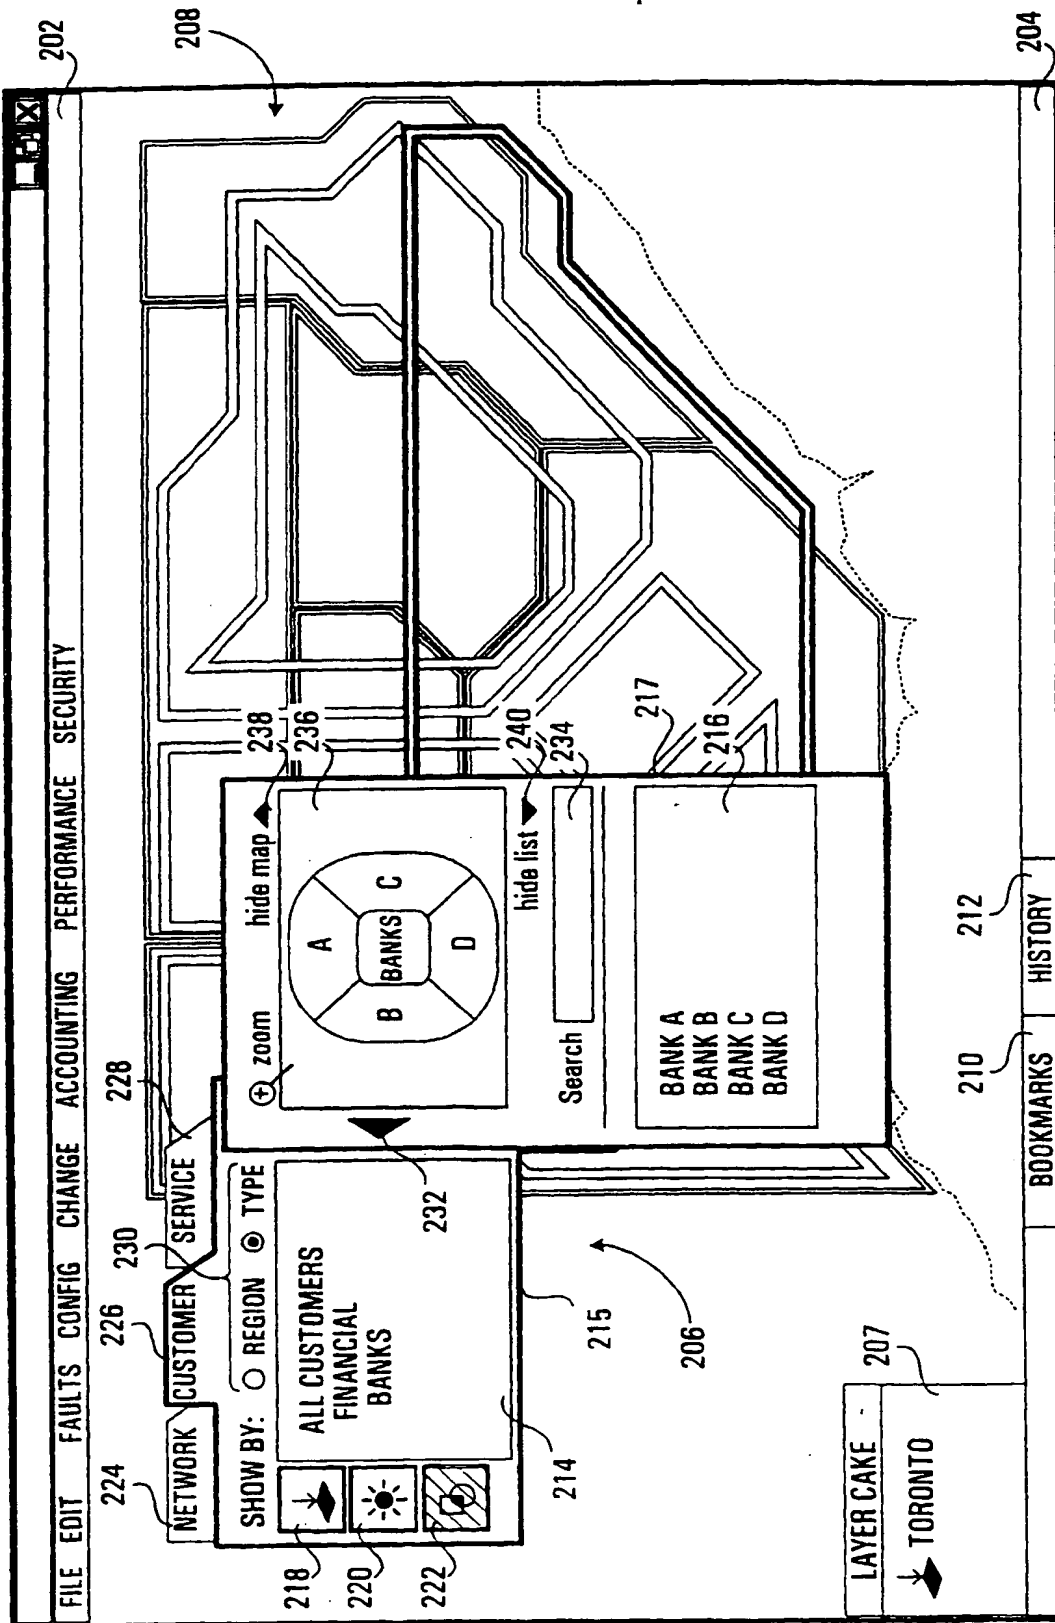 202
FILE EDIT FAULTS CONFIG CHANGE ACCOUNTING PERFORMANCE SECURITY
208
224
NETWORK
226
CUSTOMER
228
SERVICE
230
SHOW BY: REGION TYPE
218
220
222
ALL CUSTOMERS
FINANCIAL
BANKS
214
215
232
zoom
hide map
238
236
A
B
BANKS
C
D
hide list
240
Search
234
217
216
BANK A
BANK B
BANK C
BANK D
206
207
LAYER CAKE
TORONTO
210
212
204
BOOKMARKS
HISTORY